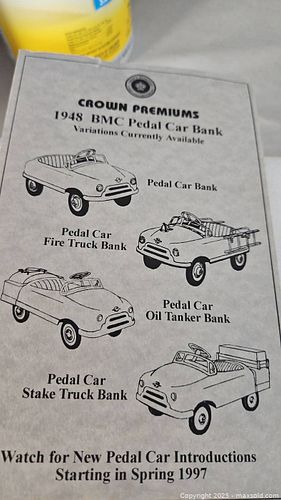 CROWN PREMIUMS
1948 BMC Pedal Car Bank
Variations Currently Available
Pedal Car Bank
Pedal Car
Fire Truck Bank
Pedal Car
Oil Tanker Bank
Pedal Car
Stake Truck Bank
Watch for New Pedal Car Introductions
Starting in Spring 1997
Copyright 2025 - maxsold.com